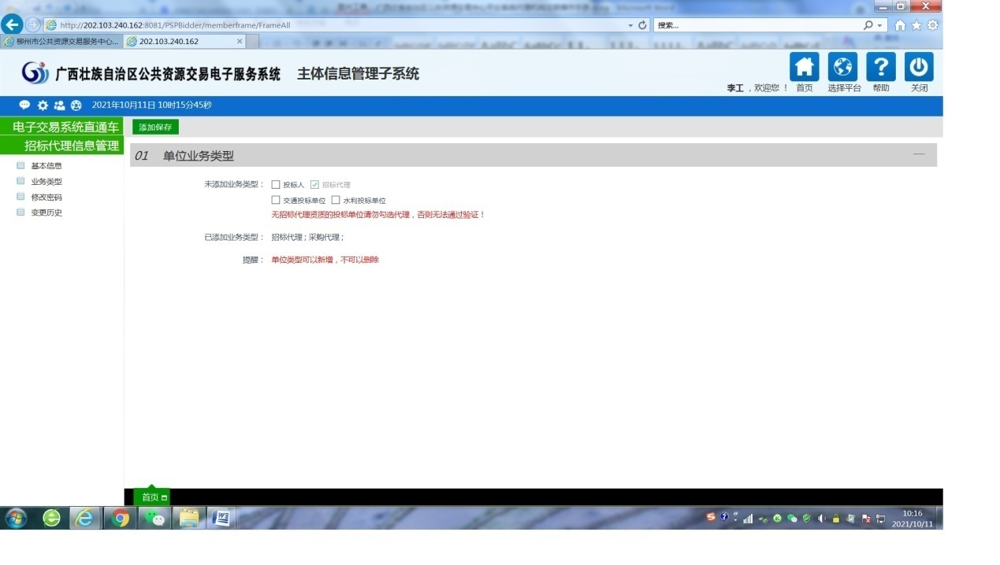 http://202.103.240.162:8081/PSPBidder/memberframe/FrameAll
搜索...
柳州市公共资源交易服务中心...
202.103.240.162
广西壮族自治区公共资源交易电子服务系统 主体信息管理子系统
李工，欢迎您 ！ 首页 选择平台 帮助 关闭
2021年10月11日 10时15分45秒
电子交易系统直通车
添加保存
招标代理信息管理
基本信息
业务类型
修改密码
变更历史
01 单位业务类型
未添加业务类型： 投标人 招标代理
交通投标单位 水利投标单位
无招标代理资质的投标单位请勿勾选代理，否则无法通过验证！
已添加业务类型： 招标代理；采购代理；
提醒： 单位类型可以新增，不可以删除
首页
10:16
2021/10/11